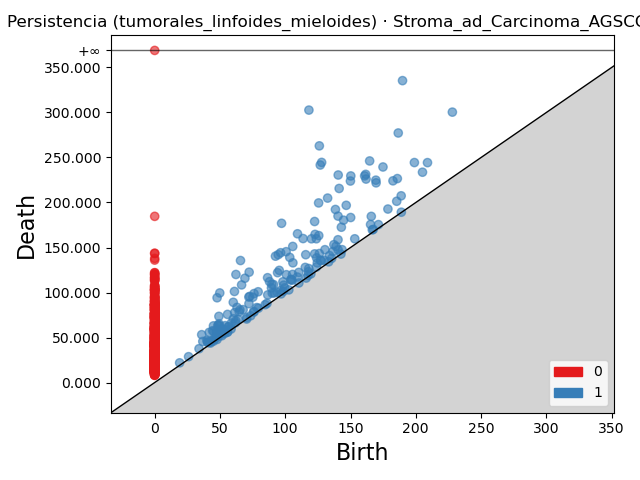 Persistencia (tumorales_linfoides_mieloides) · Stroma_ad_Carcinoma_AGSCO
+∞
350.000
300.000
250.000
200.000
150.000
100.000
50.000
0.000
Death
0
1
0 50 100 150 200 250 300 350
Birth